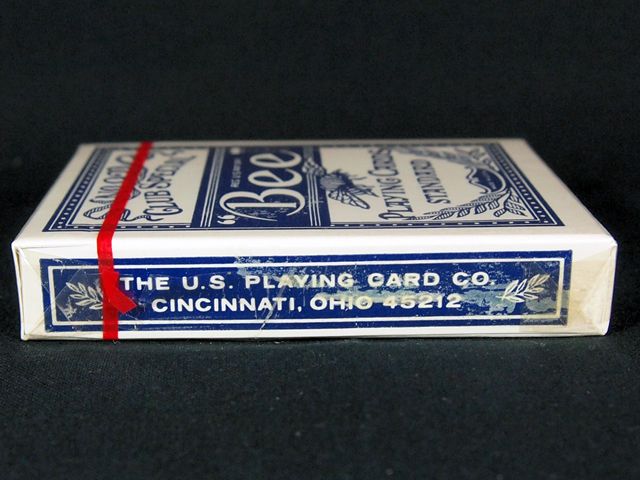 CLUB SPECIAL
"Bee"
PLAYING CARDS
STANDARD
THE U.S. PLAYING CARD CO.
CINCINNATI, OHIO 45212